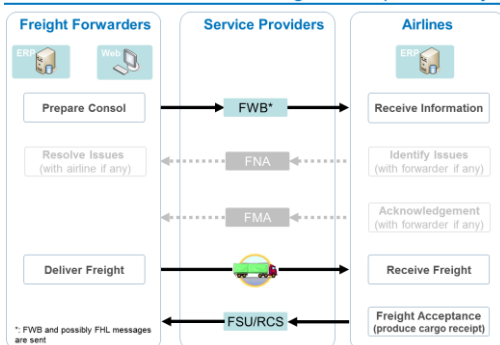 Freight Forwarders
Service Providers
Airlines
ERP
Web
ERP
Prepare Consol
FWB*
Receive Information
Resolve Issues
(with airline if any)
FNA
Identify Issues
(with forwarder if any)
FMA
Acknowledgement
(with forwarder if any)
Deliver Freight
Receive Freight
FSU/RCS
Freight Acceptance
(produce cargo receipt)
*: FWB and possibly FHL messages
are sent